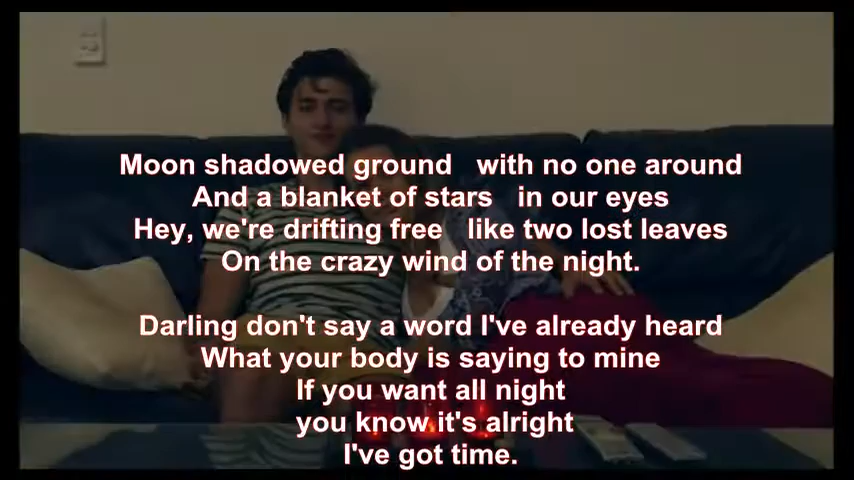 Moon shadowed ground with no one around
And a blanket of stars in our eyes
Hey, we're drifting free like two lost leaves
On the crazy wind of the night.
Darling don't say a word I've already heard
What your body is saying to mine
If you want all night
you know it's alright
I've got time.